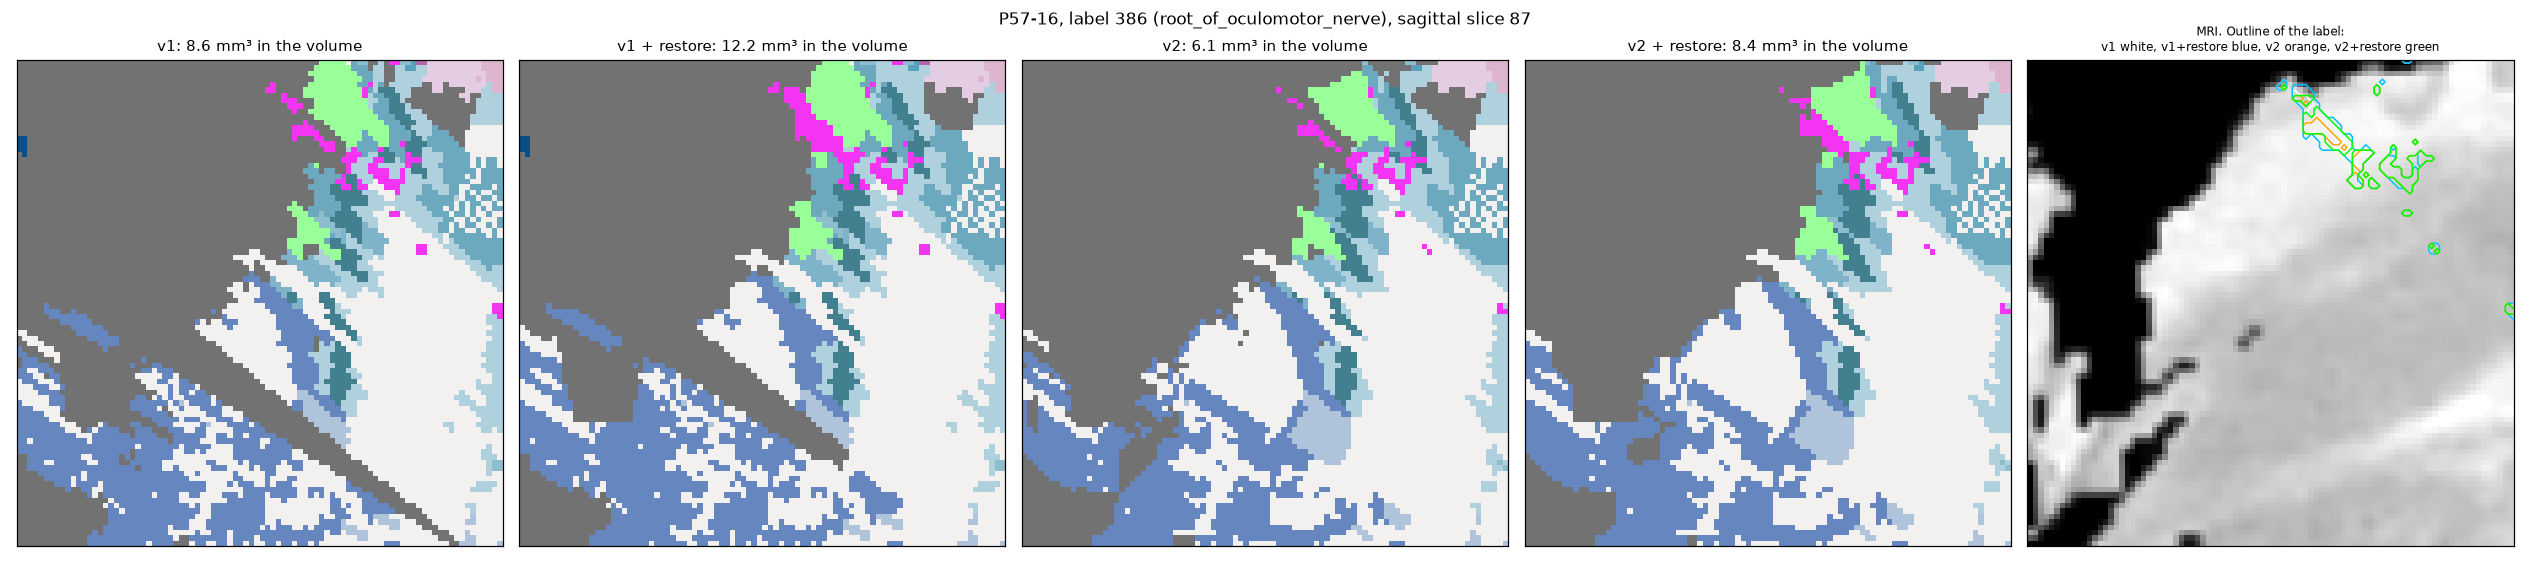 P57-16, label 386 (root_of_oculomotor_nerve), sagittal slice 87
v1: 8.6 mm³ in the volume
v1 + restore: 12.2 mm³ in the volume
v2: 6.1 mm³ in the volume
v2 + restore: 8.4 mm³ in the volume
MRI. Outline of the label:
v1 white, v1+restore blue, v2 orange, v2+restore green